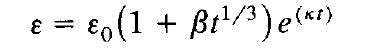 ε = ε₀(1 + βt^{1/3})e^{(κt)}